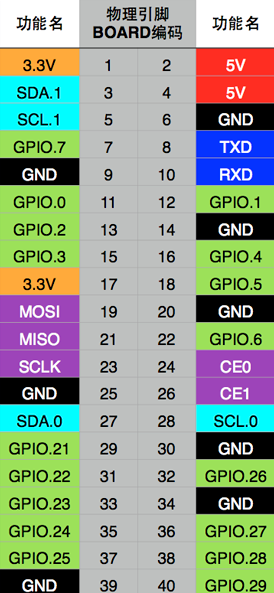 功能名 物理引脚 功能名
BOARD编码
3.3V 1 2 5V
SDA.1 3 4 5V
SCL.1 5 6 GND
GPIO.7 7 8 TXD
GND 9 10 RXD
GPIO.0 11 12 GPIO.1
GPIO.2 13 14 GND
GPIO.3 15 16 GPIO.4
3.3V 17 18 GPIO.5
MOSI 19 20 GND
MISO 21 22 GPIO.6
SCLK 23 24 CE0
GND 25 26 CE1
SDA.0 27 28 SCL.0
GPIO.21 29 30 GND
GPIO.22 31 32 GPIO.26
GPIO.23 33 34 GND
GPIO.24 35 36 GPIO.27
GPIO.25 37 38 GPIO.28
GND 39 40 GPIO.29